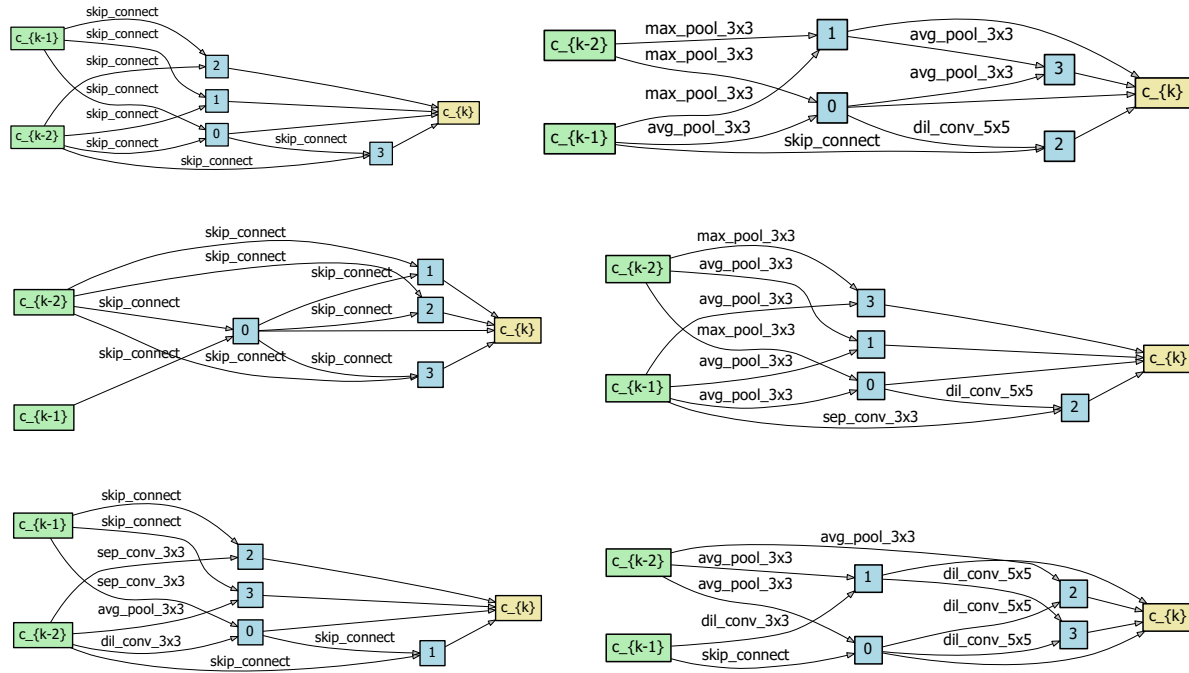 skip_connect
c_{k-1}
skip_connect
2
skip_connect
skip_connect
1
skip_connect
c_{k}
skip_connect
0
c_{k-2}
skip_connect
skip_connect
3
skip_connect
max_pool_3x3
c_{k-2}
1
avg_pool_3x3
max_pool_3x3
3
avg_pool_3x3
max_pool_3x3
c_{k}
0
avg_pool_3x3
dil_conv_5x5
c_{k-1}
skip_connect
2
skip_connect
skip_connect
skip_connect
1
c_{k-2}
skip_connect
skip_connect
2
0
c_{k}
skip_connect
skip_connect
skip_connect
3
c_{k-1}
max_pool_3x3
c_{k-2}
avg_pool_3x3
avg_pool_3x3
3
max_pool_3x3
1
c_{k}
avg_pool_3x3
c_{k-1}
0
avg_pool_3x3
dil_conv_5x5
2
sep_conv_3x3
skip_connect
c_{k-1}
skip_connect
sep_conv_3x3
2
sep_conv_3x3
3
c_{k}
avg_pool_3x3
c_{k-2}
0
dil_conv_3x3
skip_connect
1
skip_connect
avg_pool_3x3
c_{k-2}
avg_pool_3x3
1
dil_conv_5x5
avg_pool_3x3
2
dil_conv_3x3
dil_conv_5x5
c_{k}
3
c_{k-1}
dil_conv_5x5
0
skip_connect